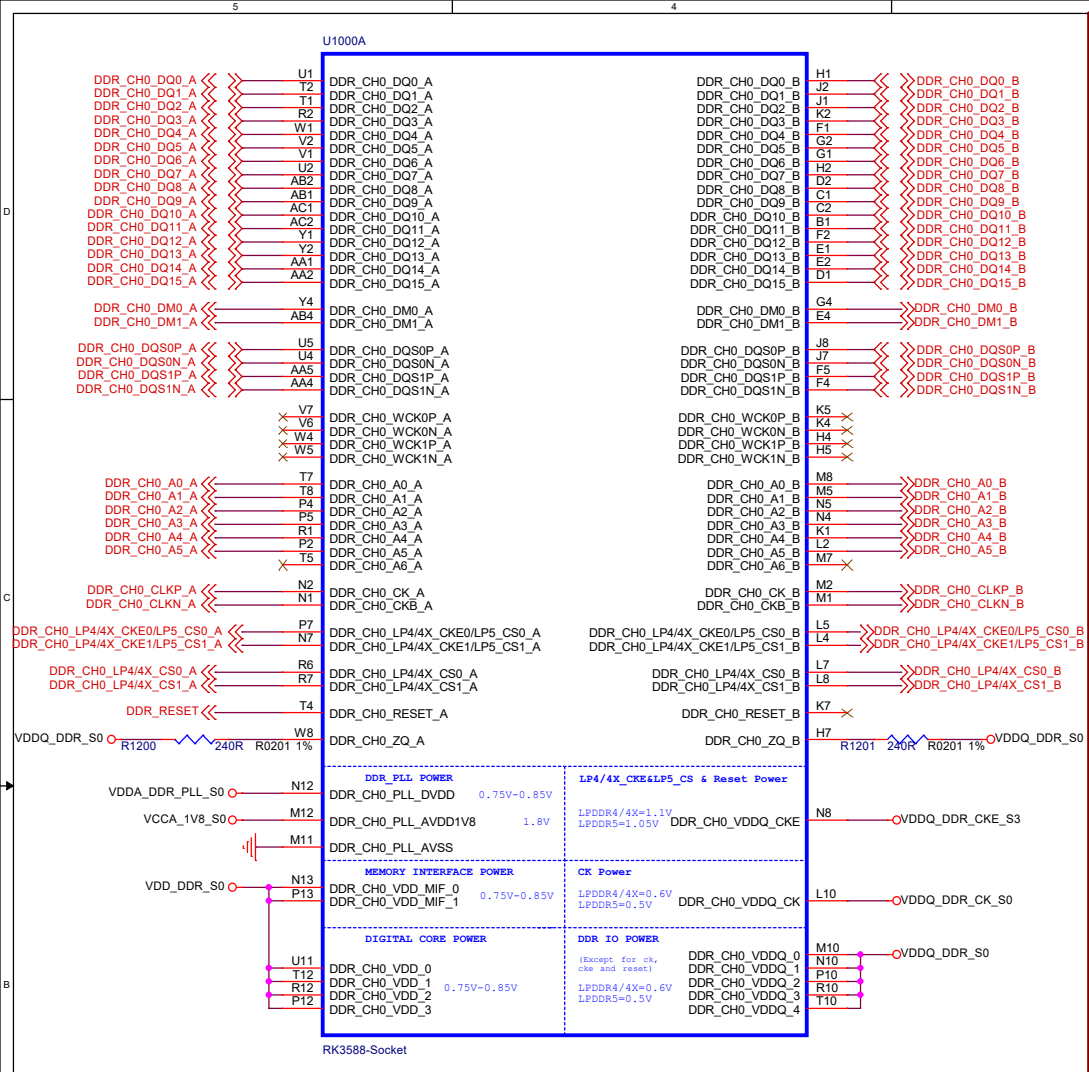 5 4
U1000A
DDR_CH0_DQ0_A U1 DDR_CH0_DQ0_A DDR_CH0_DQ0_B H1 DDR_CH0_DQ0_B
DDR_CH0_DQ1_A T2 DDR_CH0_DQ1_A DDR_CH0_DQ1_B J2 DDR_CH0_DQ1_B
DDR_CH0_DQ2_A T1 DDR_CH0_DQ2_A DDR_CH0_DQ2_B J1 DDR_CH0_DQ2_B
DDR_CH0_DQ3_A R2 DDR_CH0_DQ3_A DDR_CH0_DQ3_B K2 DDR_CH0_DQ3_B
DDR_CH0_DQ4_A W1 DDR_CH0_DQ4_A DDR_CH0_DQ4_B F1 DDR_CH0_DQ4_B
DDR_CH0_DQ5_A V2 DDR_CH0_DQ5_A DDR_CH0_DQ5_B G2 DDR_CH0_DQ5_B
DDR_CH0_DQ6_A V1 DDR_CH0_DQ6_A DDR_CH0_DQ6_B G1 DDR_CH0_DQ6_B
DDR_CH0_DQ7_A U2 DDR_CH0_DQ7_A DDR_CH0_DQ7_B H2 DDR_CH0_DQ7_B
DDR_CH0_DQ8_A AB2 DDR_CH0_DQ8_A DDR_CH0_DQ8_B D2 DDR_CH0_DQ8_B
DDR_CH0_DQ9_A AB1 DDR_CH0_DQ9_A DDR_CH0_DQ9_B C1 DDR_CH0_DQ9_B
D DDR_CH0_DQ10_A AC1 DDR_CH0_DQ10_A DDR_CH0_DQ10_B C2 DDR_CH0_DQ10_B
DDR_CH0_DQ11_A AC2 DDR_CH0_DQ11_A DDR_CH0_DQ11_B B1 DDR_CH0_DQ11_B
DDR_CH0_DQ12_A Y1 DDR_CH0_DQ12_A DDR_CH0_DQ12_B F2 DDR_CH0_DQ12_B
DDR_CH0_DQ13_A Y2 DDR_CH0_DQ13_A DDR_CH0_DQ13_B E1 DDR_CH0_DQ13_B
DDR_CH0_DQ14_A AA1 DDR_CH0_DQ14_A DDR_CH0_DQ14_B E2 DDR_CH0_DQ14_B
DDR_CH0_DQ15_A AA2 DDR_CH0_DQ15_A DDR_CH0_DQ15_B D1 DDR_CH0_DQ15_B
DDR_CH0_DM0_A Y4 DDR_CH0_DM0_A DDR_CH0_DM0_B G4 DDR_CH0_DM0_B
DDR_CH0_DM1_A AB4 DDR_CH0_DM1_A DDR_CH0_DM1_B E4 DDR_CH0_DM1_B
DDR_CH0_DQS0P_A U5 DDR_CH0_DQS0P_A DDR_CH0_DQS0P_B J8 DDR_CH0_DQS0P_B
DDR_CH0_DQS0N_A U4 DDR_CH0_DQS0N_A DDR_CH0_DQS0N_B J7 DDR_CH0_DQS0N_B
DDR_CH0_DQS1P_A AA5 DDR_CH0_DQS1P_A DDR_CH0_DQS1P_B F5 DDR_CH0_DQS1P_B
DDR_CH0_DQS1N_A AA4 DDR_CH0_DQS1N_A DDR_CH0_DQS1N_B F4 DDR_CH0_DQS1N_B
V7 DDR_CH0_WCK0P_A DDR_CH0_WCK0P_B K5
V6 DDR_CH0_WCK0N_A DDR_CH0_WCK0N_B K4
W4 DDR_CH0_WCK1P_A DDR_CH0_WCK1P_B H4
W5 DDR_CH0_WCK1N_A DDR_CH0_WCK1N_B H5
DDR_CH0_A0_A T7 DDR_CH0_A0_A DDR_CH0_A0_B M8 DDR_CH0_A0_B
DDR_CH0_A1_A T8 DDR_CH0_A1_A DDR_CH0_A1_B M5 DDR_CH0_A1_B
DDR_CH0_A2_A P4 DDR_CH0_A2_A DDR_CH0_A2_B N5 DDR_CH0_A2_B
DDR_CH0_A3_A P5 DDR_CH0_A3_A DDR_CH0_A3_B N4 DDR_CH0_A3_B
DDR_CH0_A4_A R1 DDR_CH0_A4_A DDR_CH0_A4_B K1 DDR_CH0_A4_B
DDR_CH0_A5_A P2 DDR_CH0_A5_A DDR_CH0_A5_B L2 DDR_CH0_A5_B
T5 DDR_CH0_A6_A DDR_CH0_A6_B M7
C DDR_CH0_CLKP_A N2 DDR_CH0_CK_A DDR_CH0_CK_B M2 DDR_CH0_CLKP_B
DDR_CH0_CLKN_A N1 DDR_CH0_CKB_A DDR_CH0_CKB_B M1 DDR_CH0_CLKN_B
DDR_CH0_LP4/4X_CKE0/LP5_CS0_A P7 DDR_CH0_LP4/4X_CKE0/LP5_CS0_A DDR_CH0_LP4/4X_CKE0/LP5_CS0_B L5 DDR_CH0_LP4/4X_CKE0/LP5_CS0_B
DDR_CH0_LP4/4X_CKE1/LP5_CS1_A N7 DDR_CH0_LP4/4X_CKE1/LP5_CS1_A DDR_CH0_LP4/4X_CKE1/LP5_CS1_B L4 DDR_CH0_LP4/4X_CKE1/LP5_CS1_B
DDR_CH0_LP4/4X_CS0_A R6 DDR_CH0_LP4/4X_CS0_A DDR_CH0_LP4/4X_CS0_B L7 DDR_CH0_LP4/4X_CS0_B
DDR_CH0_LP4/4X_CS1_A R7 DDR_CH0_LP4/4X_CS1_A DDR_CH0_LP4/4X_CS1_B L8 DDR_CH0_LP4/4X_CS1_B
DDR_RESET T4 DDR_CH0_RESET_A DDR_CH0_RESET_B K7
VDDQ_DDR_S0 R1200 240R R0201 1% W8 DDR_CH0_ZQ_A DDR_CH0_ZQ_B H7 R1201 240R R0201 1% VDDQ_DDR_S0
DDR_PLL POWER LP4/4X_CKE&LP5_CS & Reset Power
VDDA_DDR_PLL_S0 N12 DDR_CH0_PLL_DVDD 0.75V-0.85V
LPDDR4/4X=1.1V
LPDDR5=1.05V
VCCA_1V8_S0 M12 DDR_CH0_PLL_AVDD1V8 1.8V DDR_CH0_VDDQ_CKE N8 VDDQ_DDR_CKE_S3
M11 DDR_CH0_PLL_AVSS
MEMORY INTERFACE POWER CK Power
VDD_DDR_S0 N13 DDR_CH0_VDD_MIF_0
P13 DDR_CH0_VDD_MIF_1 0.75V-0.85V
LPDDR4/4X=0.6V
LPDDR5=0.5V DDR_CH0_VDDQ_CK L10 VDDQ_DDR_CK_S0
DIGITAL CORE POWER DDR IO POWER
(Except for ck,
cke and reset)
DDR_CH0_VDDQ_0 M10 VDDQ_DDR_S0
B U11 DDR_CH0_VDD_0 DDR_CH0_VDDQ_1 N10
T12 DDR_CH0_VDD_1 DDR_CH0_VDDQ_2 P10
R12 DDR_CH0_VDD_2 0.75V-0.85V LPDDR4/4X=0.6V DDR_CH0_VDDQ_3 R10
P12 DDR_CH0_VDD_3 LPDDR5=0.5V DDR_CH0_VDDQ_4 T10
RK3588-Socket